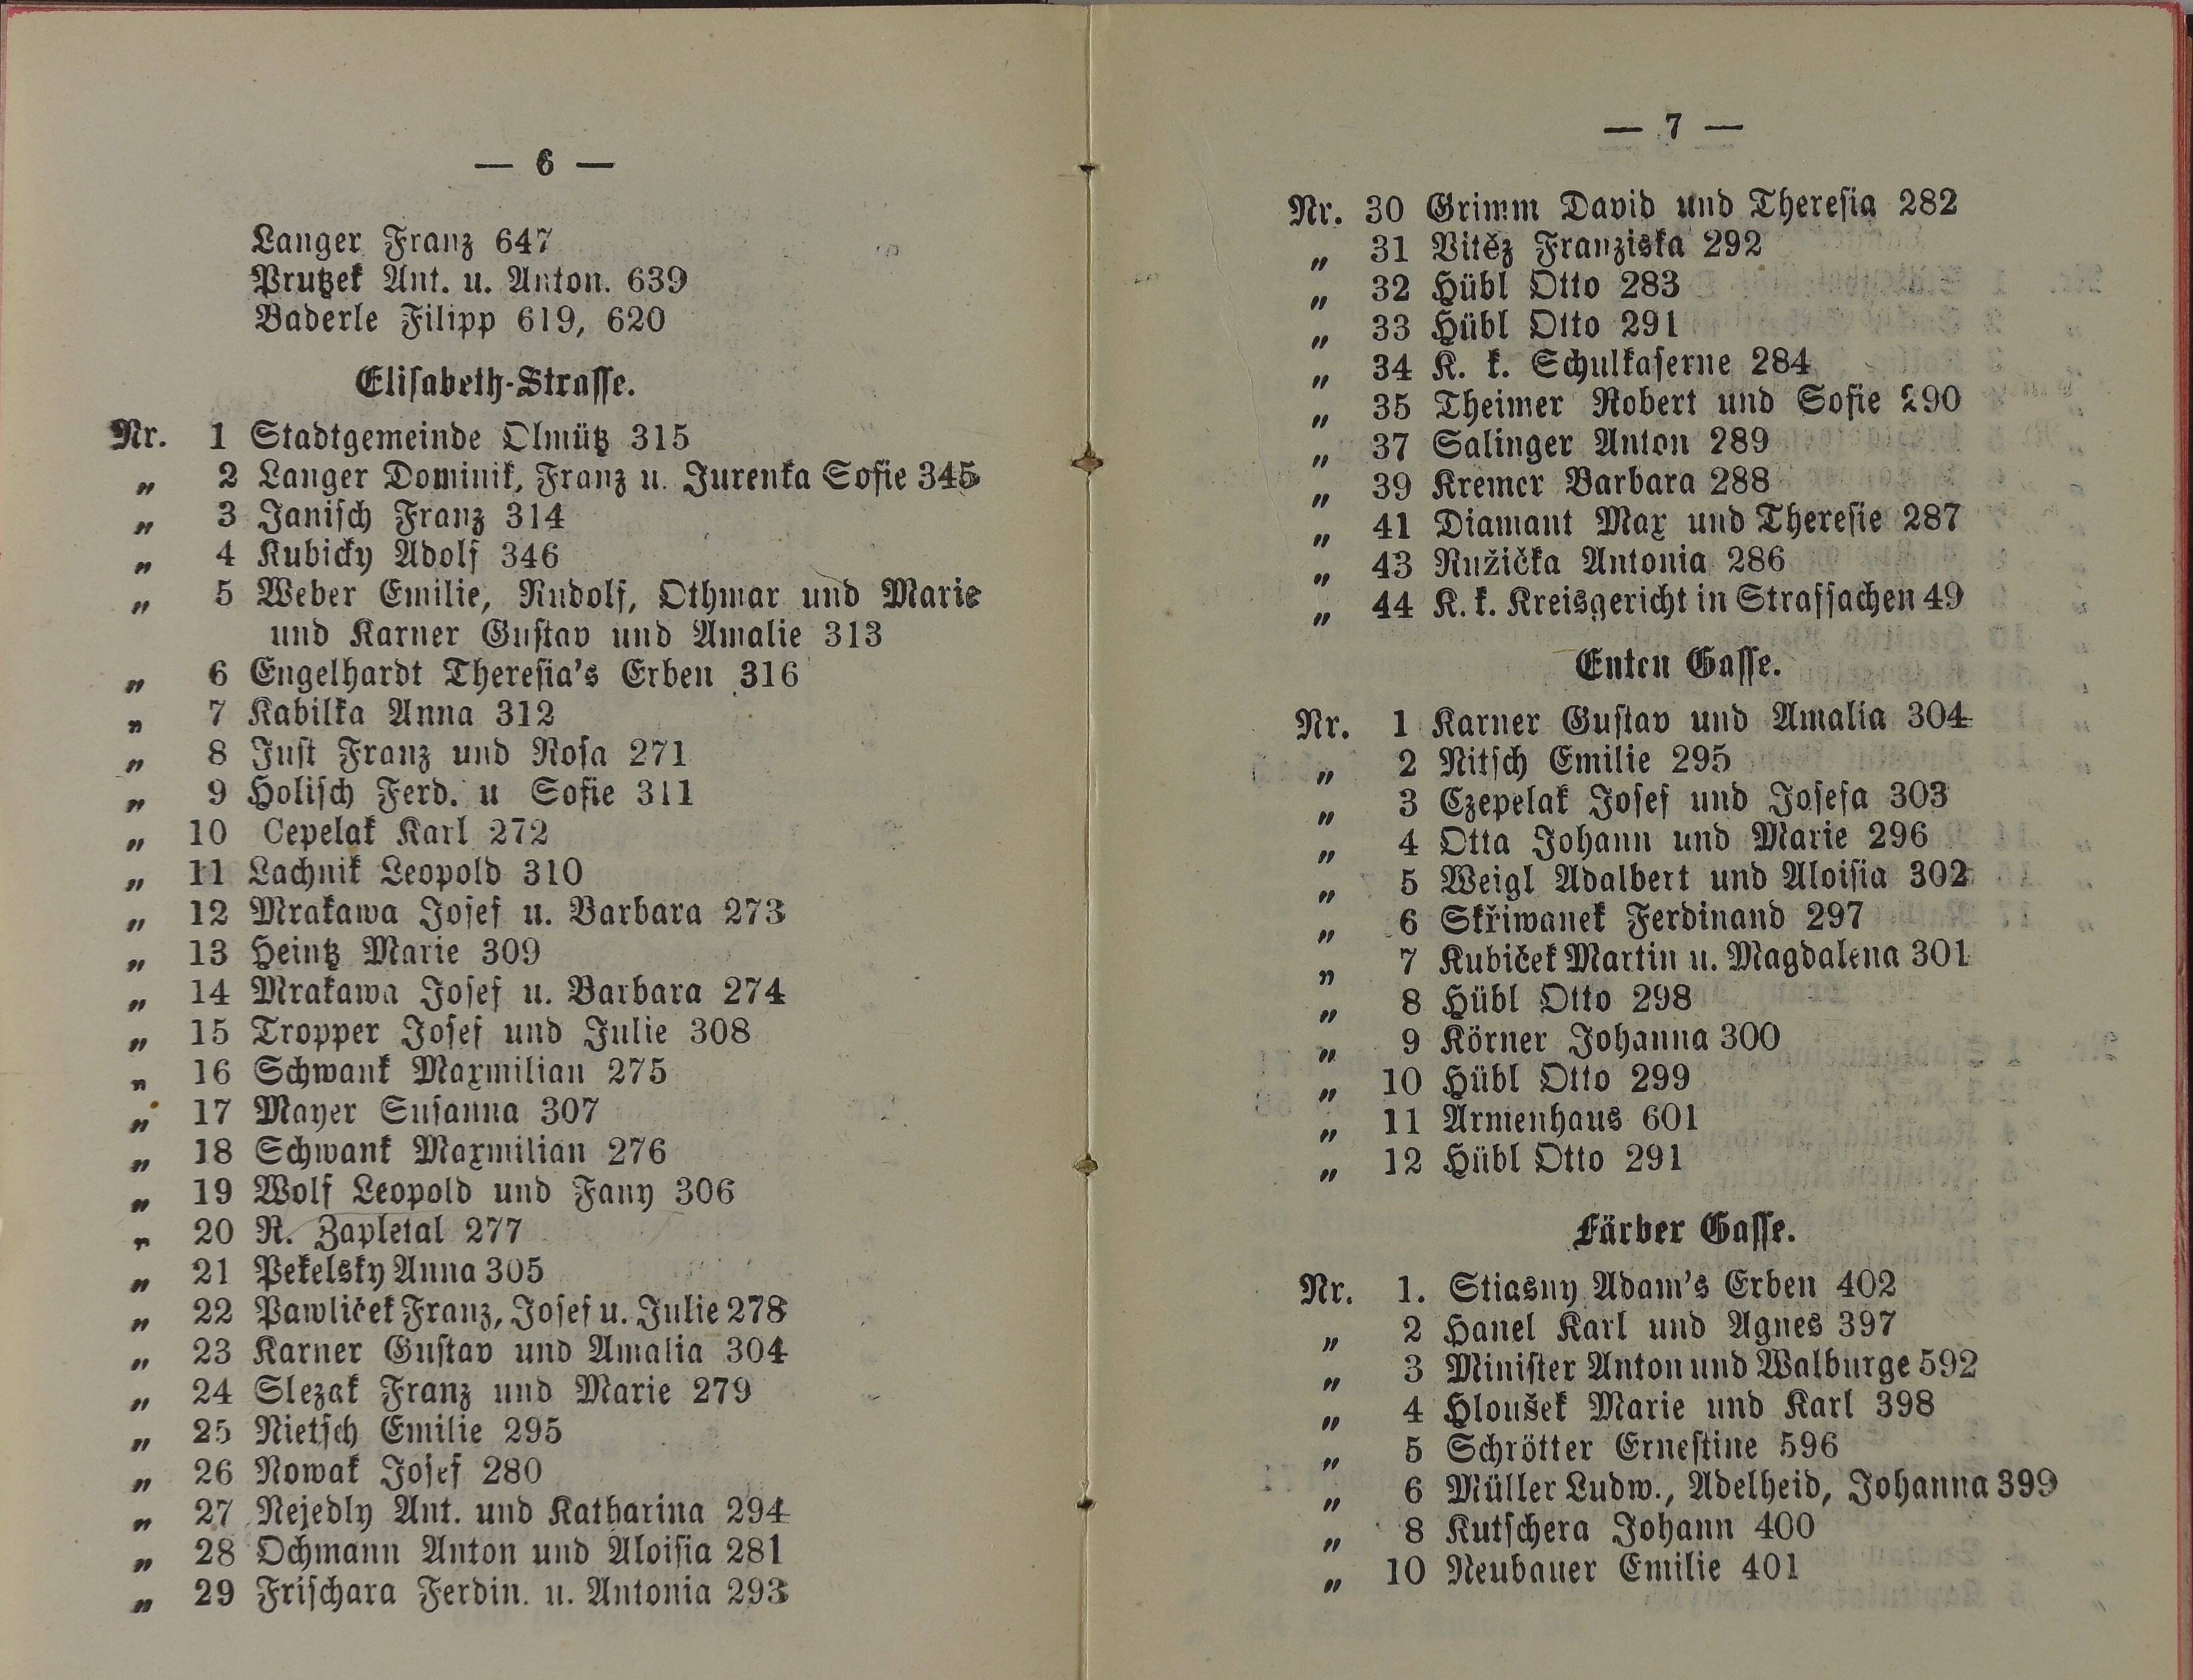 — 6 —
Langer Franz 647
Prutzek Ant. u. Anton. 639
Baderle Filipp 619, 620
Elisabeth-Strasse.
Nr. 1 Stadtgemeinde Olmütz 315
„ 2 Langer Dominik, Franz u. Jurenka Sofie 345
„ 3 Janisch Franz 314
„ 4 Kubicky Adolf 346
„ 5 Weber Emilie, Rudolf, Othmar und Marie
und Karner Gustav und Amalie 313
„ 6 Engelhardt Theresia's Erben 316
„ 7 Kabilka Anna 312
„ 8 Just Franz und Rosa 271
„ 9 Holisch Ferd. u Sofie 311
„ 10 Cepelak Karl 272
„ 11 Lachnik Leopold 310
„ 12 Mrakawa Josef u. Barbara 273
„ 13 Heintz Marie 309
„ 14 Mrakawa Josef u. Barbara 274
„ 15 Tropper Josef und Julie 308
„ 16 Schwank Maxmilian 275
„ 17 Mayer Susanna 307
„ 18 Schwank Maxmilian 276
„ 19 Wolf Leopold und Fany 306
„ 20 R. Zapletal 277
„ 21 Pekelsky Anna 305
„ 22 Pawliček Franz, Josef u. Julie 278
„ 23 Karner Gustav und Amalia 304
„ 24 Slezak Franz und Marie 279
„ 25 Nietsch Emilie 295
„ 26 Nowak Josef 280
„ 27 Nejedly Ant. und Katharina 294
„ 28 Ochmann Anton und Aloisia 281
„ 29 Frischara Ferdin. u. Antonia 293
— 7 —
Nr. 30 Grimm David und Theresia 282
„ 31 Vitěz Franziska 292
„ 32 Hübl Otto 283
„ 33 Hübl Otto 291
„ 34 K. k. Schulkaserne 284
„ 35 Theimer Robert und Sofie 290
„ 37 Salinger Anton 289
„ 39 Kremer Barbara 288
„ 41 Diamant Max und Theresie 287
„ 43 Ružička Antonia 286
„ 44 K. k. Kreisgericht in Strafsachen 49
Enten Gasse.
Nr. 1 Karner Gustav und Amalia 304
„ 2 Nitsch Emilie 295
„ 3 Czepelak Josef und Josefa 303
„ 4 Otta Johann und Marie 296
„ 5 Weigl Adalbert und Aloisia 302
„ 6 Skřiwanek Ferdinand 297
„ 7 Kubiček Martin u. Magdalena 301
„ 8 Hübl Otto 298
„ 9 Körner Johanna 300
„ 10 Hübl Otto 299
„ 11 Armenhaus 601
„ 12 Hübl Otto 291
Färber Gasse.
Nr. 1. Stiasny Adam's Erben 402
„ 2 Hanel Karl und Agnes 397
„ 3 Minister Anton und Walburge 592
„ 4 Hloušek Marie und Karl 398
„ 5 Schrötter Ernestine 596
„ 6 Müller Ludw., Adelheid, Johanna 399
„ 8 Kutschera Johann 400
„ 10 Neubauer Emilie 401